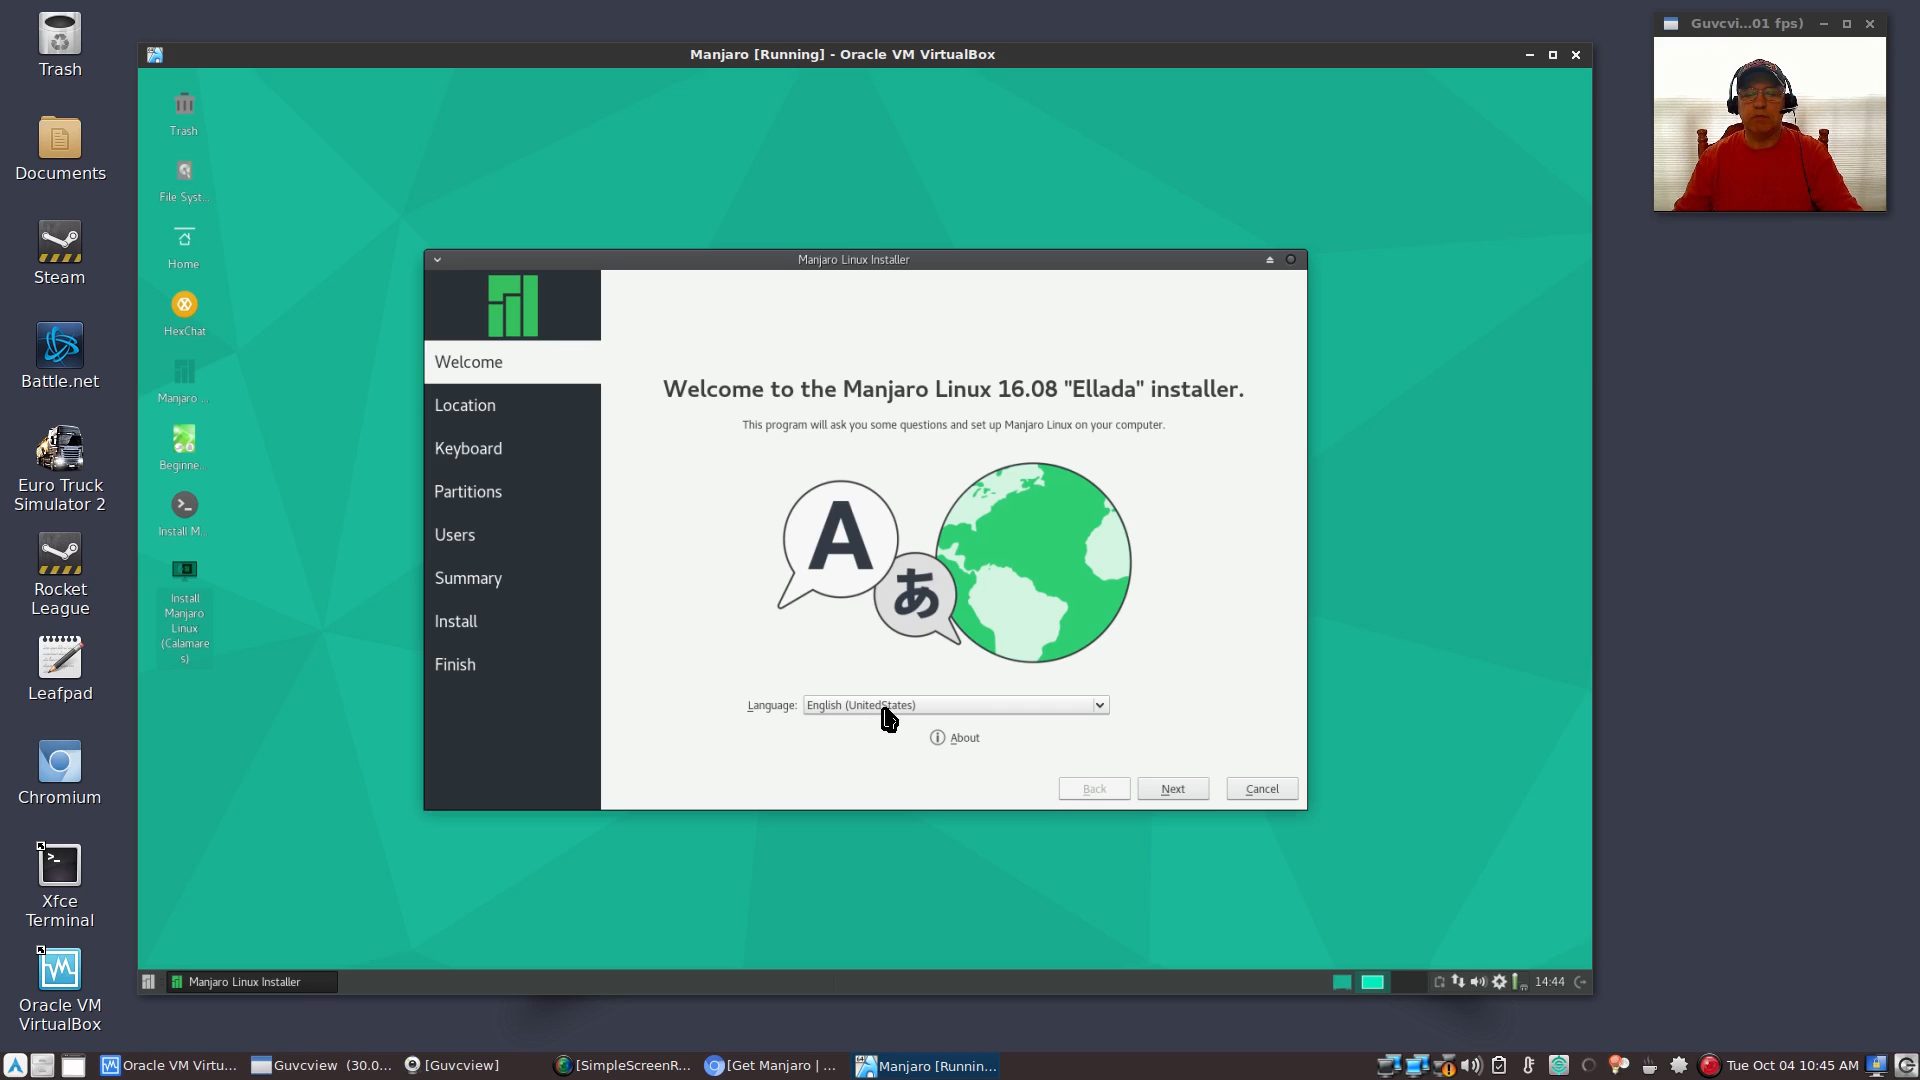 Trash
Documents
Steam
Battle.net
Euro Truck
Simulator 2
Rocket
League
Leafpad
Chromium
Xfce
Terminal
Oracle VM
VirtualBox
Manjaro [Running] - Oracle VM VirtualBox
Guvcvi...01 fps)
Trash
File Syst...
Home
HexChat
Manjaro ...
Beginne...
Install M...
Install
Manjaro
Linux
(Calamare
s)
Manjaro Linux Installer
Welcome
Location
Keyboard
Partitions
Users
Summary
Install
Finish
Welcome to the Manjaro Linux 16.08 "Ellada" installer.
This program will ask you some questions and set up Manjaro Linux on your computer.
A
あ
Language: English (UnitedStates)
About
Back Next Cancel
Manjaro Linux Installer
14:44
Oracle VM Virtu...
Guvcview (30.0...
[Guvcview]
[SimpleScreenR...
[Get Manjaro | ...
Manjaro [Runnin...
Tue Oct 04 10:45 AM